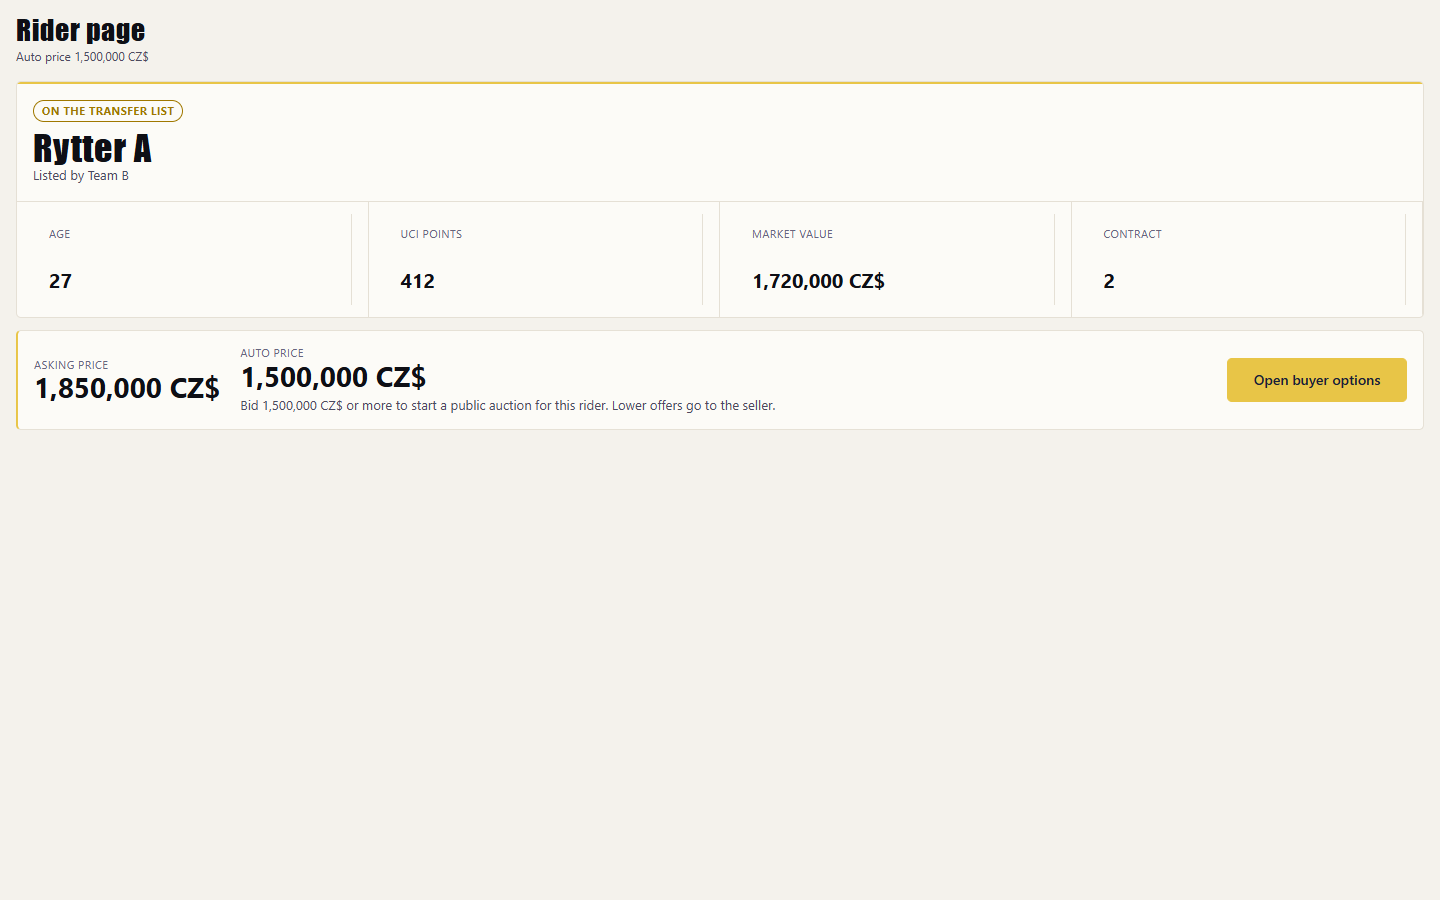 Rider page
Auto price 1,500,000 CZ$
ON THE TRANSFER LIST
Rytter A
Listed by Team B
AGE
27
UCI POINTS
412
MARKET VALUE
1,720,000 CZ$
CONTRACT
2
ASKING PRICE
1,850,000 CZ$
AUTO PRICE
1,500,000 CZ$
Bid 1,500,000 CZ$ or more to start a public auction for this rider. Lower offers go to the seller.
Open buyer options